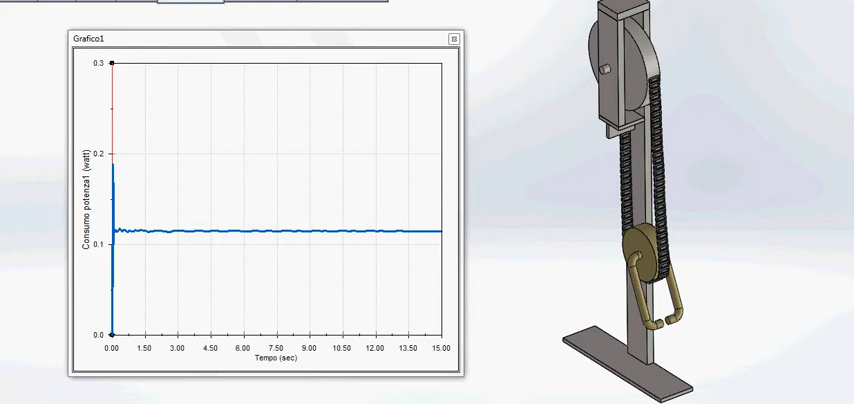 Grafico1
Consumo potenza1 (watt)
0.3
0.2
0.1
0.0
0.00 1.50 3.00 4.50 6.00 7.50 9.00 10.50 12.00 13.50 15.00
Tempo (sec)